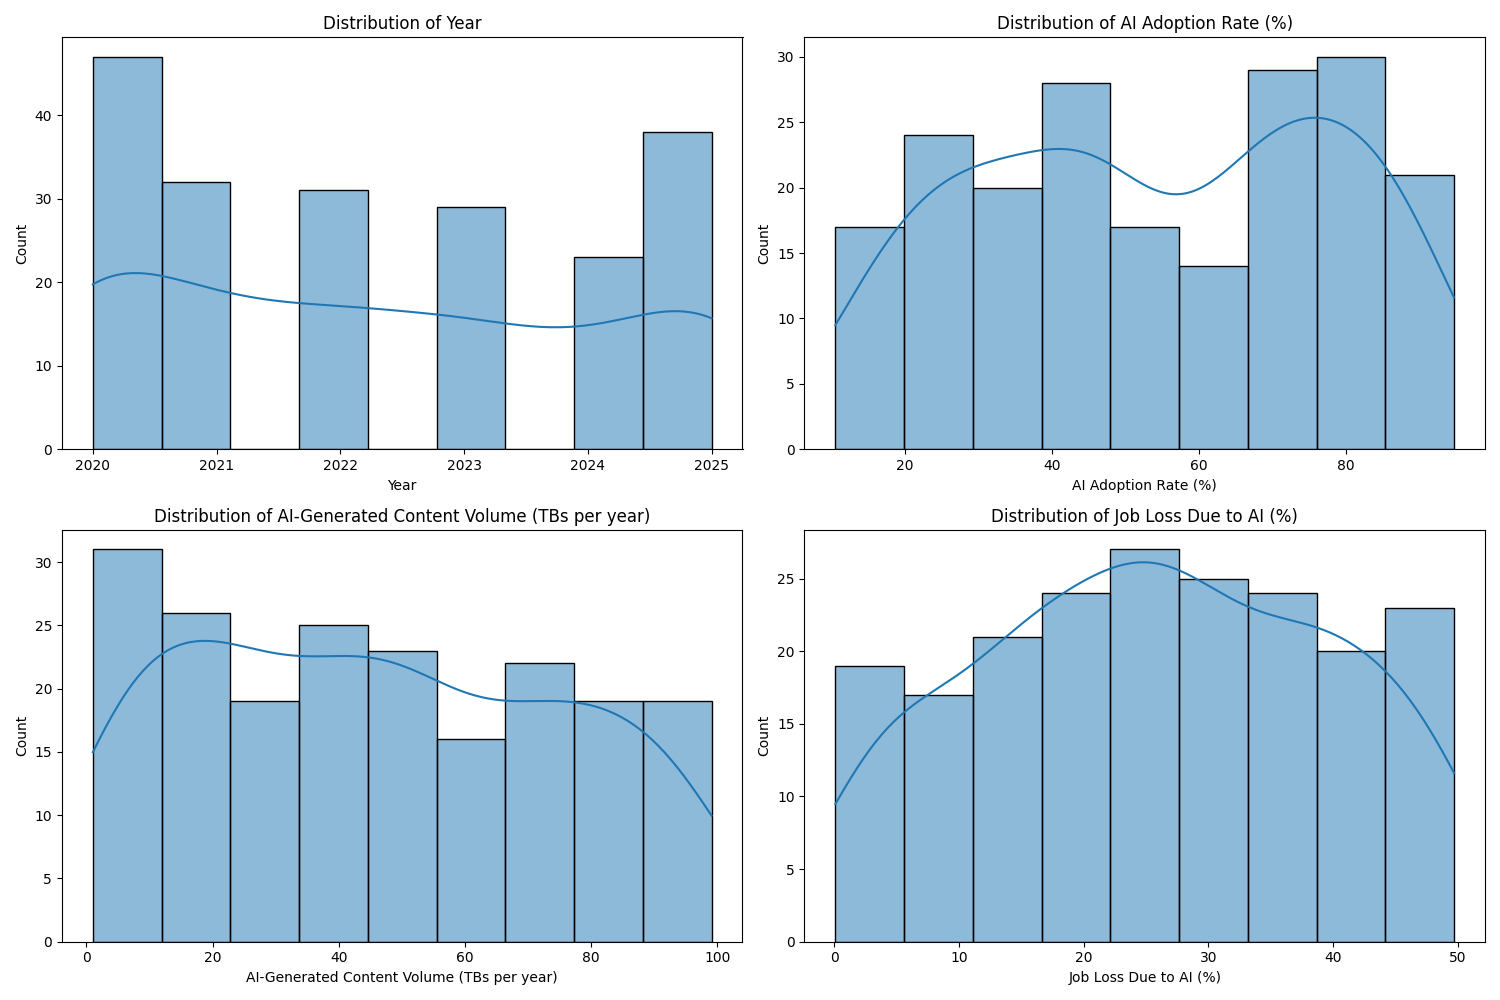 Distribution of Year
Count
40
30
20
10
0
2020 2021 2022 2023 2024 2025
Year
Distribution of AI Adoption Rate (%)
Count
30
25
20
15
10
5
0
20 40 60 80
AI Adoption Rate (%)
Distribution of AI-Generated Content Volume (TBs per year)
Count
30
25
20
15
10
5
0
0 20 40 60 80 100
AI-Generated Content Volume (TBs per year)
Distribution of Job Loss Due to AI (%)
Count
25
20
15
10
5
0
0 10 20 30 40 50
Job Loss Due to AI (%)